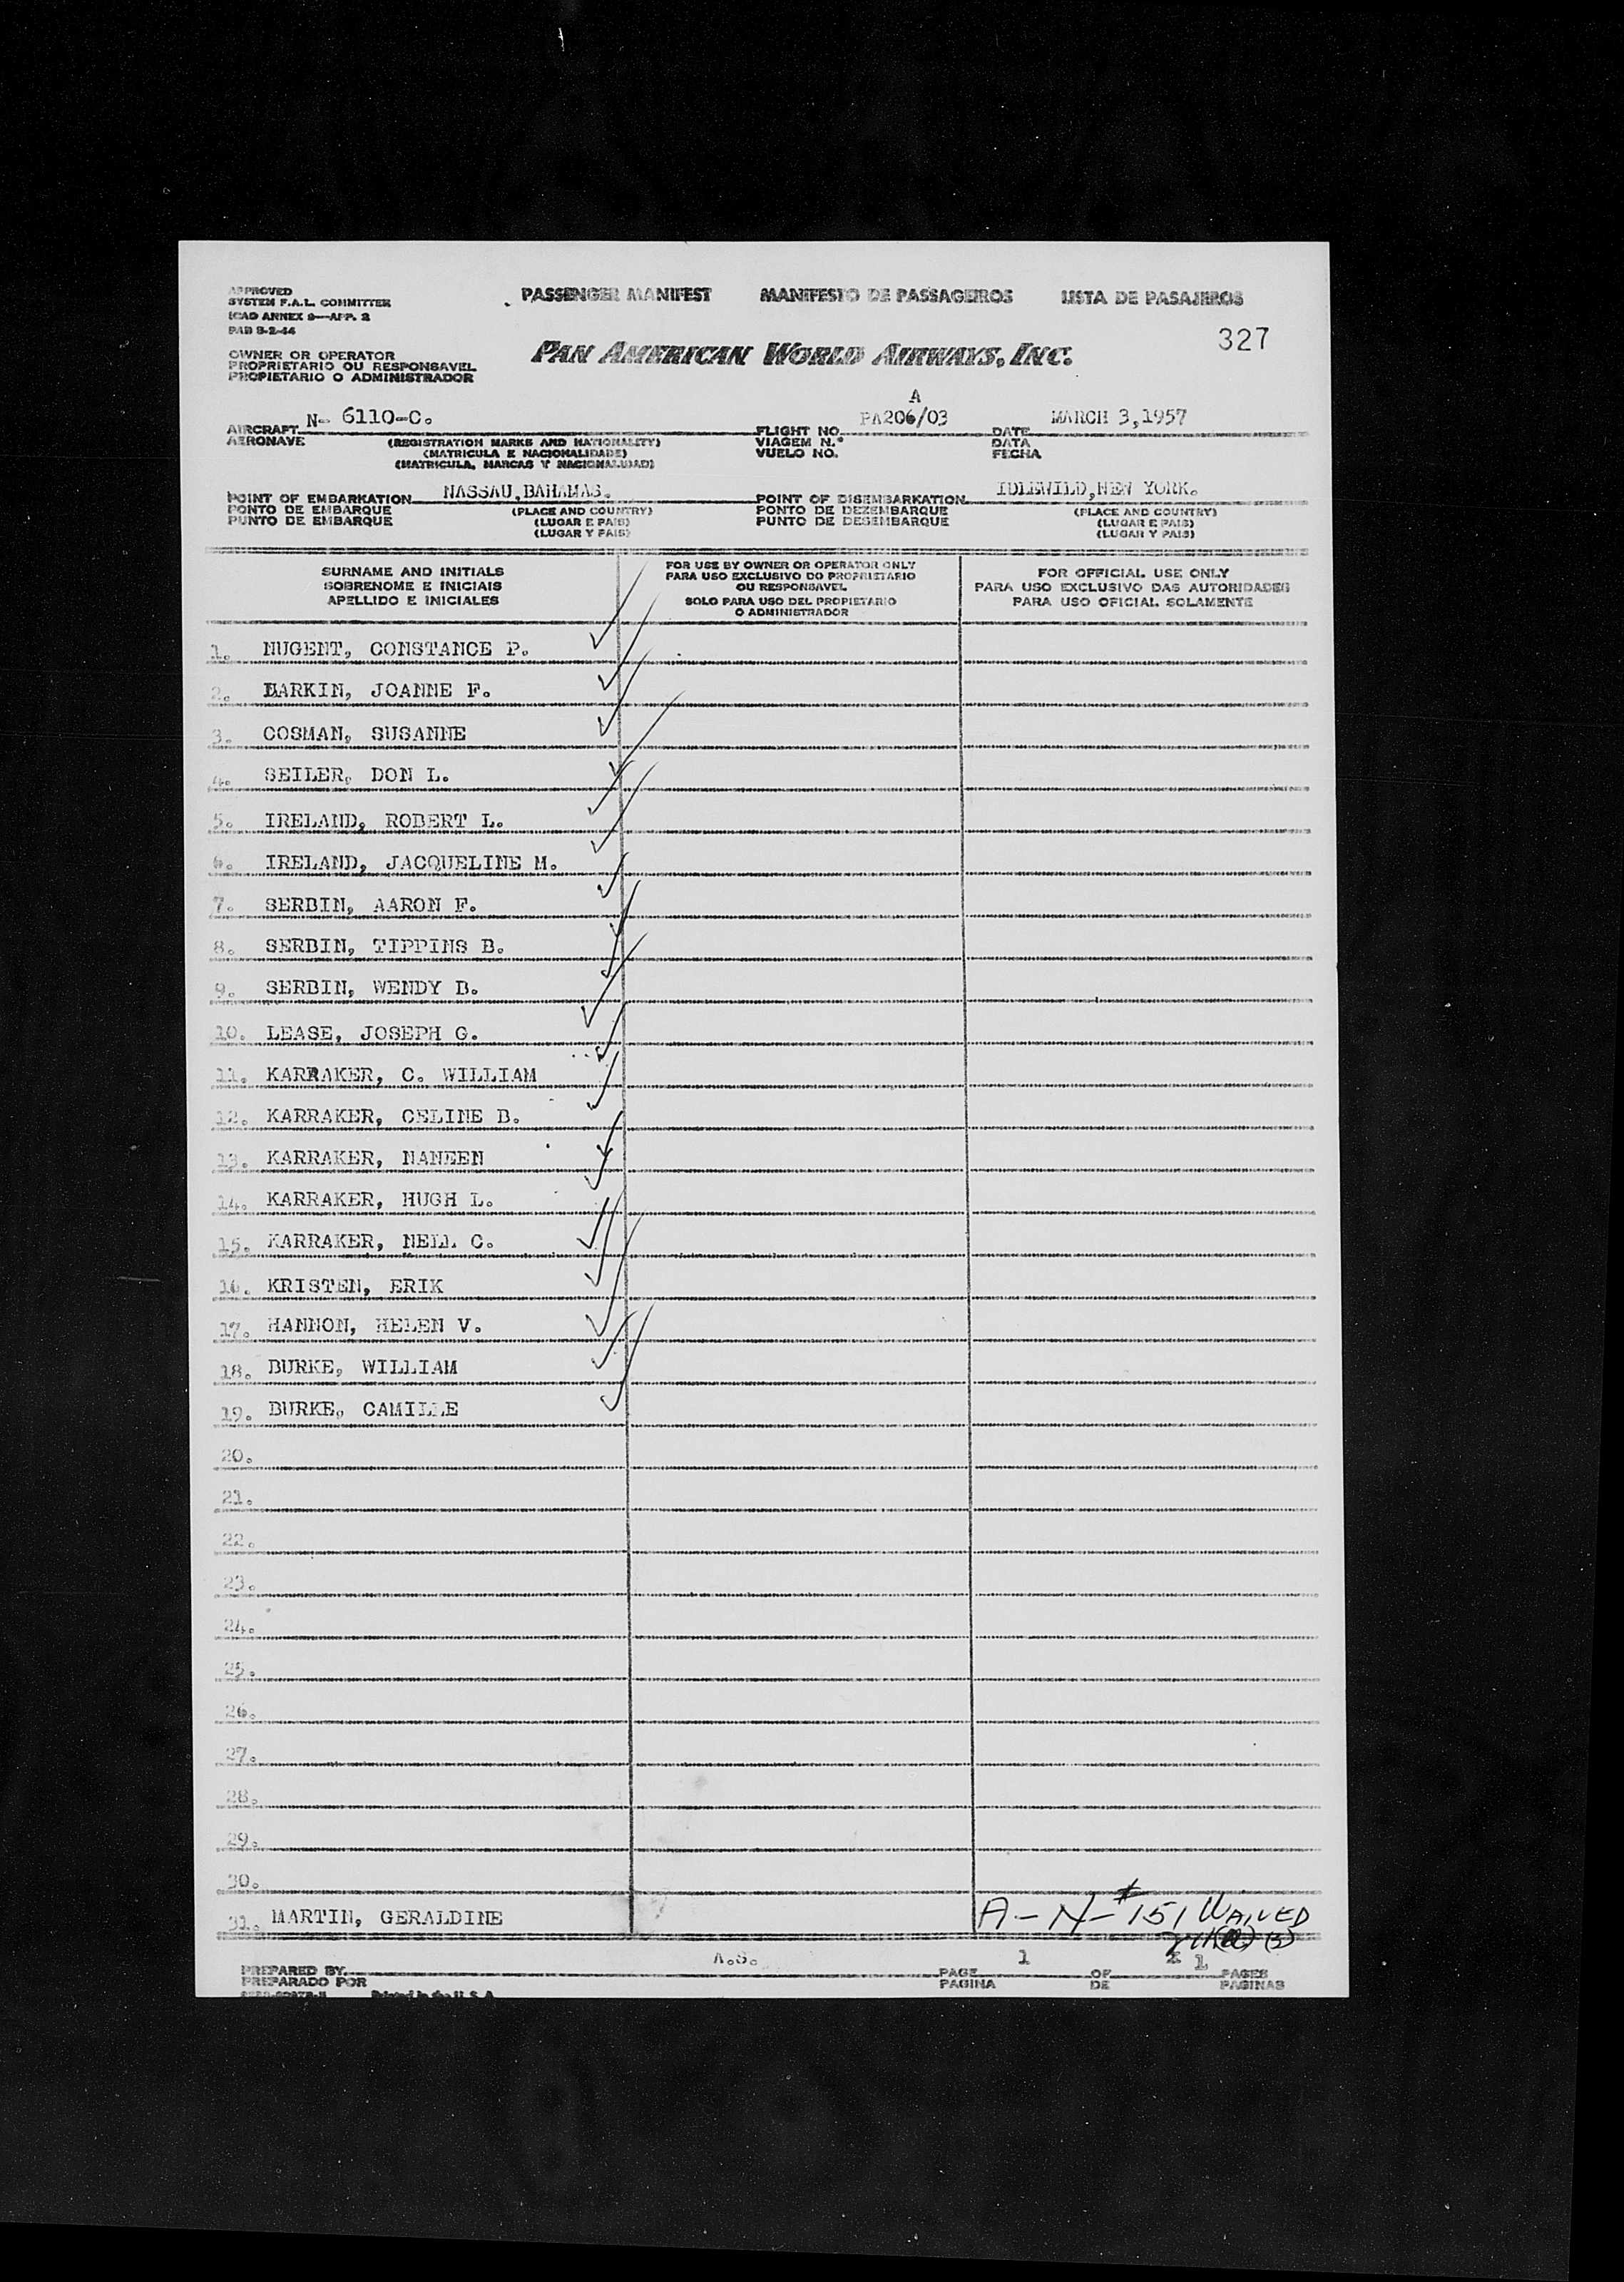 APPROVED
SYSTEM F.A.L. COMMITTEE
ICAO ANNEX 9—APP. 2
PAB 3-2-44
PASSENGER MANIFEST MANIFESTO DE PASSAGEIROS LISTA DE PASAJEROS
327
OWNER OR OPERATOR
PROPRIETARIO OU RESPONSAVEL
PROPIETARIO O ADMINISTRADOR
PAN AMERICAN WORLD AIRWAYS, INC.
A
AIRCRAFT N- 6110-C. FLIGHT NO. PA206/03 DATE MARCH 3,1957
AERONAVE (REGISTRATION MARKS AND NATIONALITY) VIAGEM N.º DATA
(MATRICULA E NACIONALIDADE) VUELO NO. FECHA
(MATRICULA, MARCAS Y NACIONALIDAD)
POINT OF EMBARKATION NASSAU,BAHAMAS. POINT OF DISEMBARKATION IDLEWILD,NEW YORK.
PONTO DE EMBARQUE (PLACE AND COUNTRY) PONTO DE DEZEMBARQUE (PLACE AND COUNTRY)
PUNTO DE EMBARQUE (LUGAR E PAIS) PUNTO DE DESEMBARQUE (LUGAR E PAIS)
(LUGAR Y PAIS) (LUGAR Y PAIS)
SURNAME AND INITIALS
SOBRENOME E INICIAIS
APELLIDO E INICIALES
FOR USE BY OWNER OR OPERATOR ONLY
PARA USO EXCLUSIVO DO PROPRIETARIO
OU RESPONSAVEL
SOLO PARA USO DEL PROPIETARIO
O ADMINISTRADOR
FOR OFFICIAL USE ONLY
PARA USO EXCLUSIVO DAS AUTORIDADES
PARA USO OFICIAL SOLAMENTE
1. NUGENT, CONSTANCE P.
2. LARKIN, JOANNE F.
3. COSMAN, SUSANNE
4. SEILER, DON L.
5. IRELAND, ROBERT L.
6. IRELAND, JACQUELINE M.
7. SERBIN, AARON F.
8. SERBIN, TIPPINS B.
9. SERBIN, WENDY B.
10. LEASE, JOSEPH G.
11. KARRAKER, C. WILLIAM
12. KARRAKER, CELINE B.
13. KARRAKER, NANEEN
14. KARRAKER, HUGH L.
15. KARRAKER, NEIL C.
16. KRISTEN, ERIK
17. HANNON, HELEN V.
18. BURKE, WILLIAM
19. BURKE, CAMILLE
20.
21.
22.
23.
24.
25.
26.
27.
28.
29.
30.
31. MARTIN, GERALDINE A-N-#151 WAIVED
PREPARED BY A.S. PAGE 1 OF 1 PAGES
PREPARADO POR PAGINA DE PAGINAS
Printed in the U. S. A.